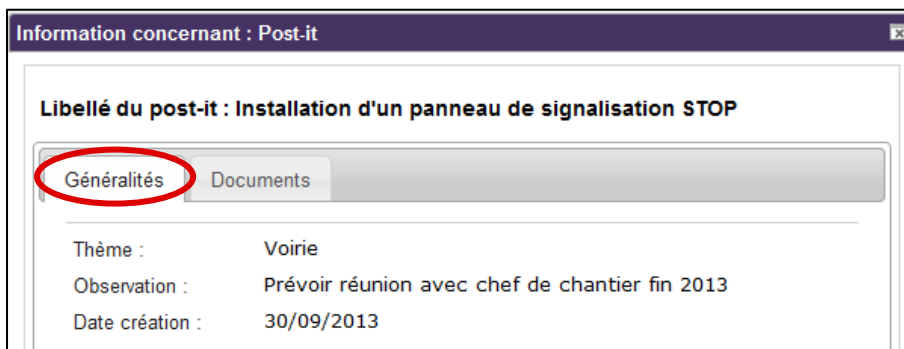 Information concernant : Post-it
Libellé du post-it : Installation d'un panneau de signalisation STOP
Généralités Documents
Thème : Voirie
Observation : Prévoir réunion avec chef de chantier fin 2013
Date création : 30/09/2013